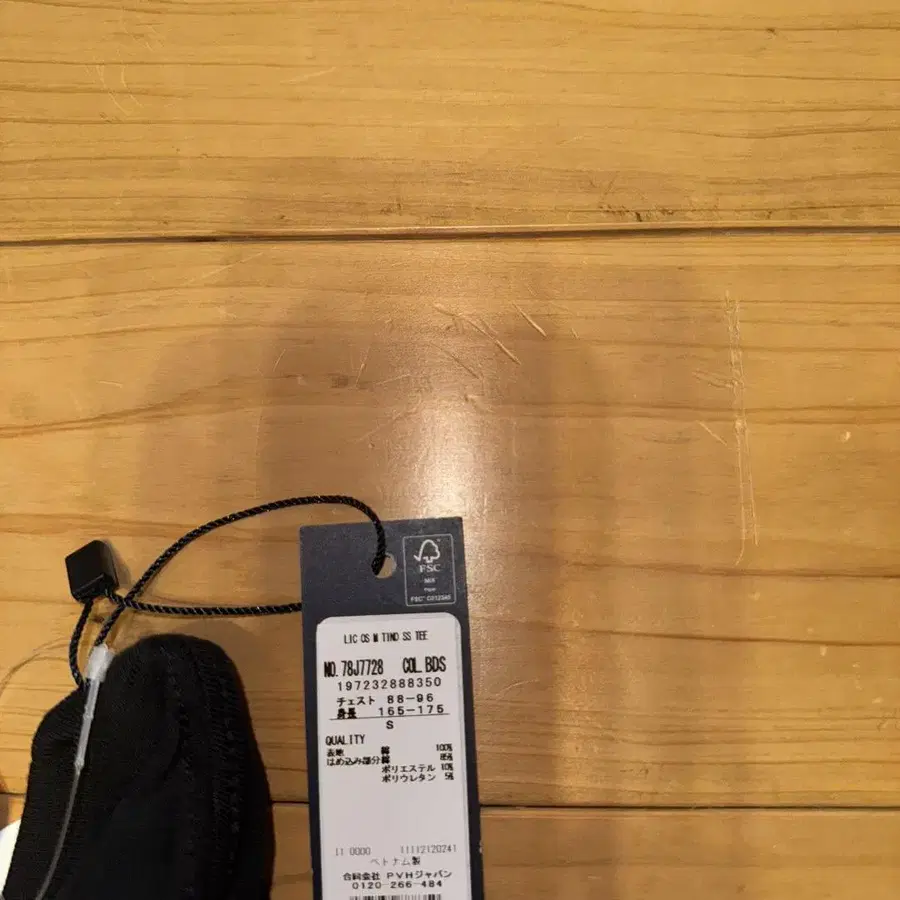 FSC
MIX
FSC® C012945
LIC OS M TIND SS TEE
NO. 78J7728 COL. BDS
197232888350
チェスト 88-96
身長 165-175
S
QUALITY
表地 綿 100%
はめ込み部分 綿 85%
ポリエステル 10%
ポリウレタン 5%
11 0000 11112120241
ベトナム製
合同会社 PVHジャパン
0120-266-484